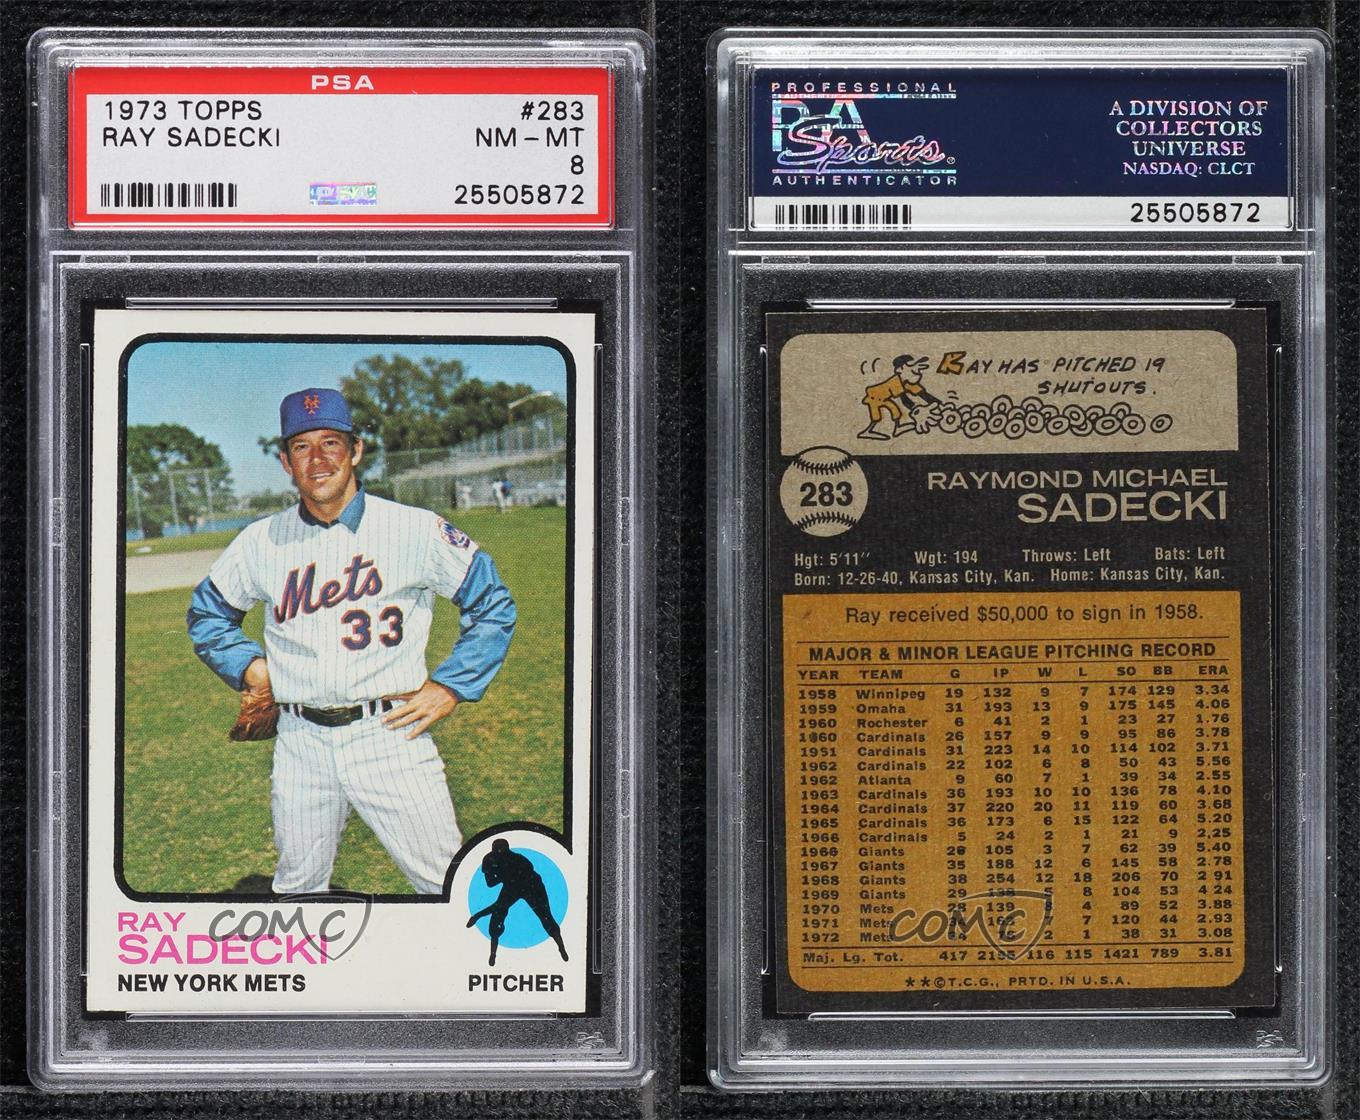 PSA
1973 TOPPS #283
RAY SADECKI NM - MT
8
25505872
Mets
33
RAY
SADECKI
NEW YORK METS PITCHER
COMC
PROFESSIONAL
PSA
Sports
AUTHENTICATOR
A DIVISION OF
COLLECTORS
UNIVERSE
NASDAQ: CLCT
25505872
RAY HAS PITCHED 19
SHUTOUTS.
283
RAYMOND MICHAEL
SADECKI
Hgt: 5'11" Wgt: 194 Throws: Left Bats: Left
Born: 12-26-40, Kansas City, Kan. Home: Kansas City, Kan.
Ray received $50,000 to sign in 1958.
MAJOR & MINOR LEAGUE PITCHING RECORD
YEAR TEAM G IP W L SO BB ERA
1958 Winnipeg 19 132 9 7 174 129 3.34
1959 Omaha 31 193 13 9 175 145 4.06
1960 Rochester 6 41 2 1 23 27 1.76
1960 Cardinals 26 157 9 9 95 86 3.78
1951 Cardinals 31 223 14 10 114 102 3.71
1962 Cardinals 22 102 6 8 50 43 5.56
1962 Atlanta 9 60 7 1 39 34 2.55
1963 Cardinals 36 193 10 10 136 78 4.10
1964 Cardinals 37 220 20 11 119 60 3.68
1965 Cardinals 36 173 6 15 122 64 5.20
1966 Cardinals 5 24 2 1 21 9 2.25
1966 Giants 26 105 3 7 62 39 5.40
1967 Giants 35 188 12 6 145 58 2.78
1968 Giants 38 254 12 18 206 70 2.91
1969 Giants 29 138 5 8 104 53 4.24
1970 Mets 28 139 8 4 89 52 3.88
1971 Mets 34 163 7 7 120 44 2.93
1972 Mets 34 76 2 1 38 31 3.08
Maj. Lg. Tot. 417 2155 116 115 1421 789 3.81
COMC
**©T.C.G., PRTD. IN U.S.A.